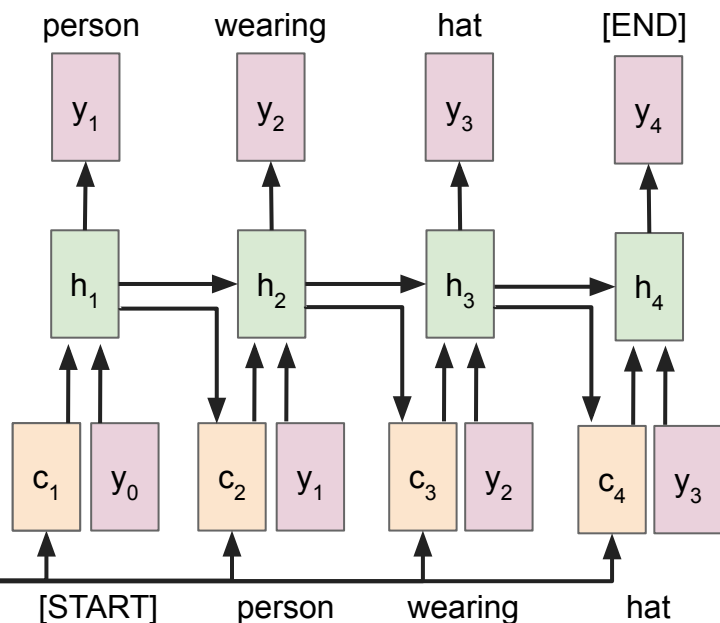 person wearing hat [END]
y₁ y₂ y₃ y₄
h₁ h₂ h₃ h₄
c₁ y₀ c₂ y₁ c₃ y₂ c₄ y₃
[START] person wearing hat